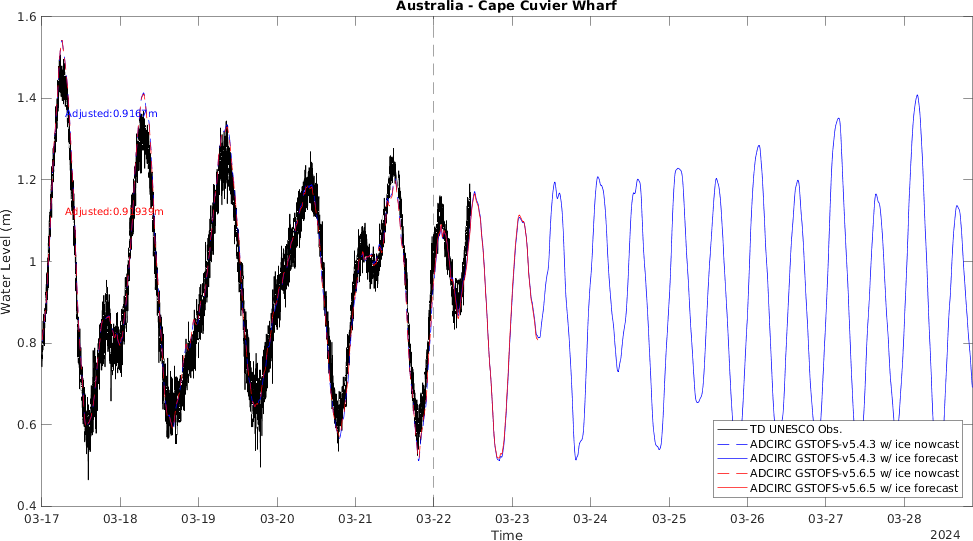 Australia - Cape Cuvier Wharf
Water Level (m)
1.6
1.4
1.2
1
0.8
0.6
0.4
Adjusted:
Adjusted:
03-17
03-18
03-19
03-20
03-21
03-22
03-23
03-24
03-25
03-26
03-27
03-28
Time
2024
TD UNESCO Obs.
ADCIRC GSTOFS-v5.4.3 w/ ice nowcast
ADCIRC GSTOFS-v5.4.3 w/ ice forecast
ADCIRC GSTOFS-v5.6.5 w/ ice nowcast
ADCIRC GSTOFS-v5.6.5 w/ ice forecast